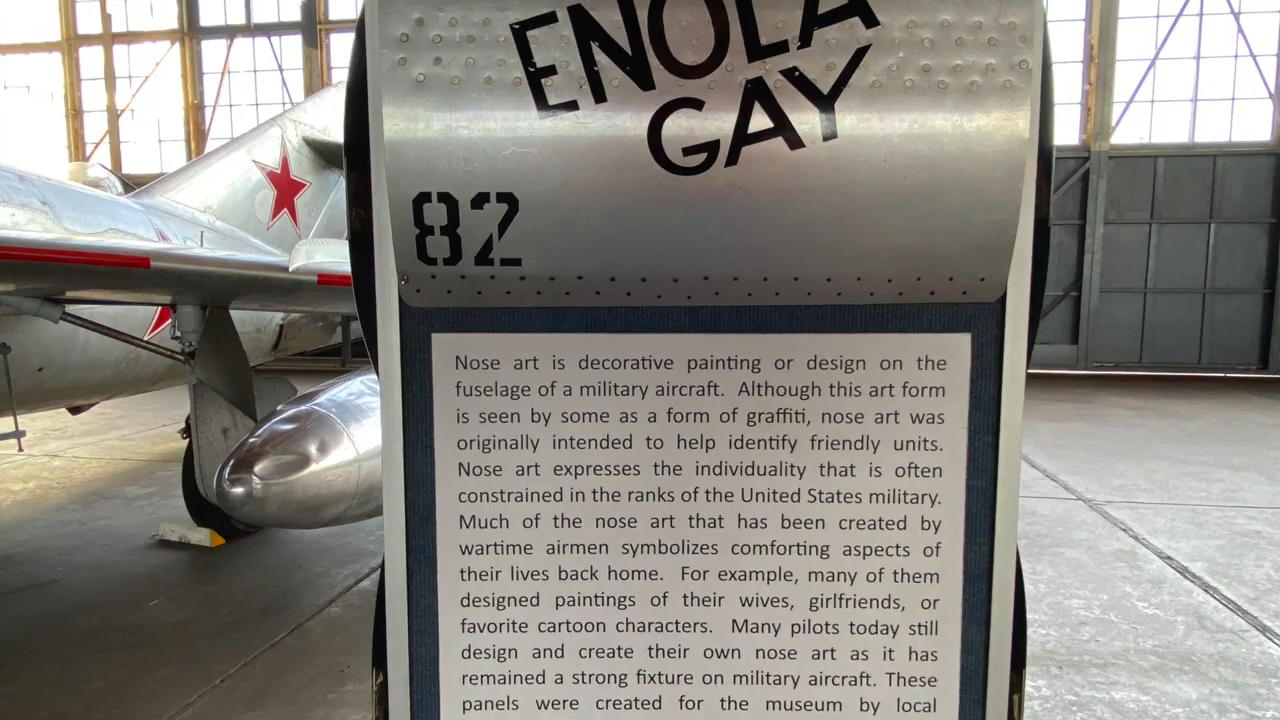 ENOLA
GAY
82
Nose art is decorative painting or design on the
fuselage of a military aircraft. Although this art form
is seen by some as a form of graffiti, nose art was
originally intended to help identify friendly units.
Nose art expresses the individuality that is often
constrained in the ranks of the United States military.
Much of the nose art that has been created by
wartime airmen symbolizes comforting aspects of
their lives back home. For example, many of them
designed paintings of their wives, girlfriends, or
favorite cartoon characters. Many pilots today still
design and create their own nose art as it has
remained a strong fixture on military aircraft. These
panels were created for the museum by local